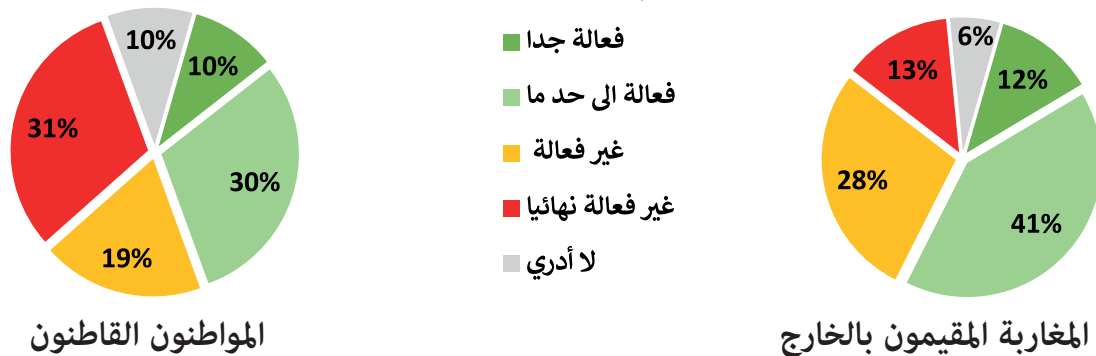 10%
10%
30%
19%
31%
المواطنون القاطنون
فعالة جدا
فعالة الى حد ما
غير فعالة
غير فعالة نهائيا
لا أدري
6%
12%
41%
28%
13%
المغاربة المقيمون بالخارج